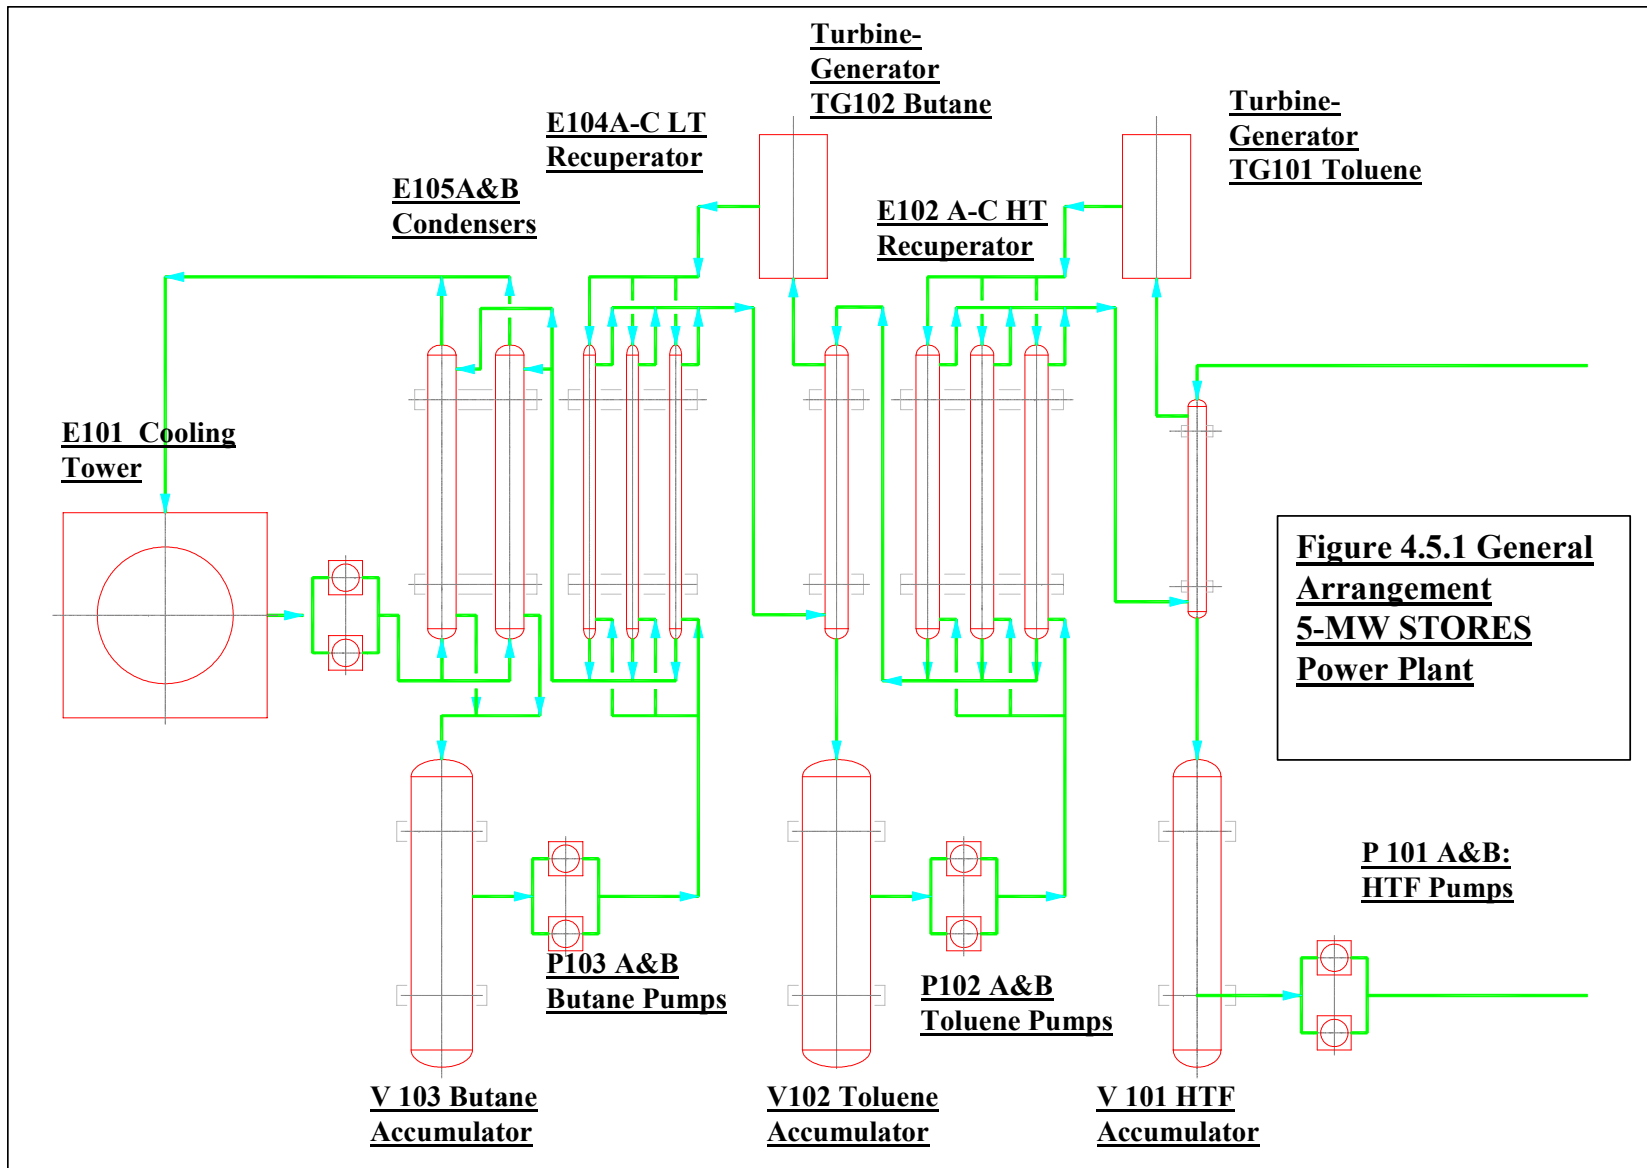 Turbine-
Generator
TG102 Butane
Turbine-
Generator
TG101 Toluene
E104A-C LT
Recuperator
E105A&B
Condensers
E102 A-C HT
Recuperator
E101  Cooling
Tower
Figure 4.5.1 General
Arrangement
5-MW STORES
Power Plant
P 101 A&B:
HTF Pumps
P103 A&B
Butane Pumps
P102 A&B
Toluene Pumps
V 103 Butane
Accumulator
V102 Toluene
Accumulator
V 101 HTF
Accumulator